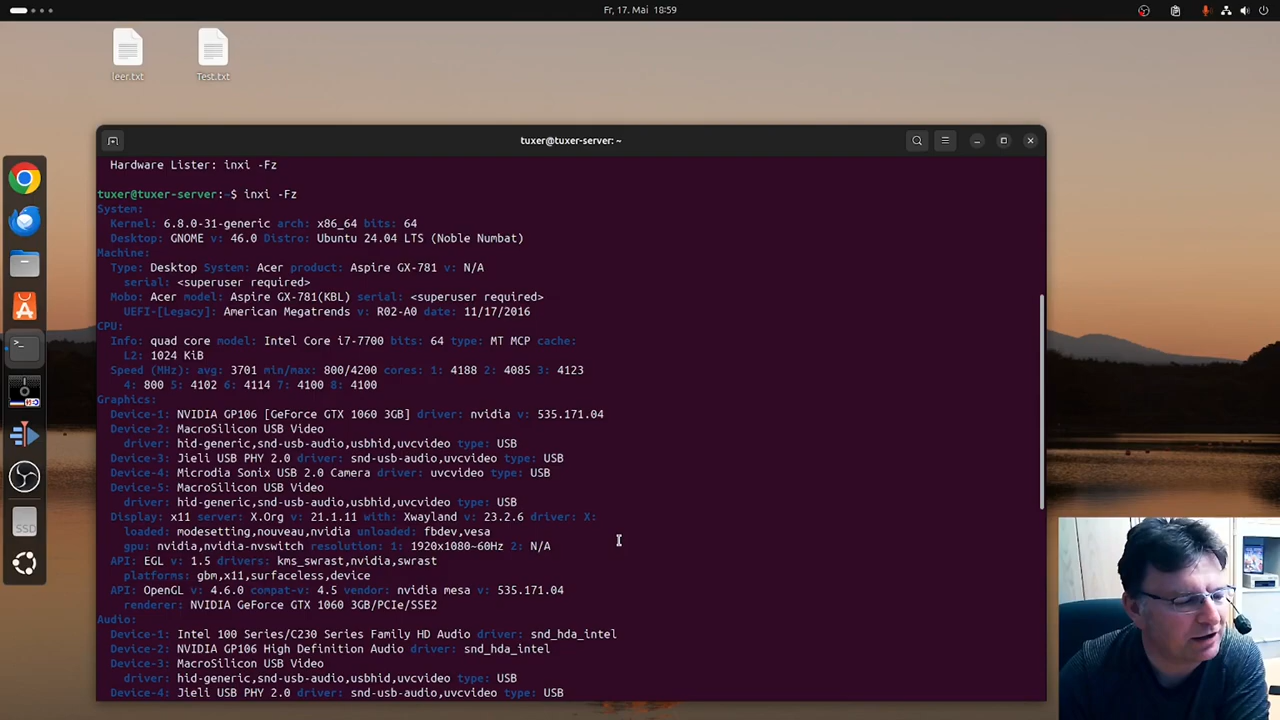 Fr, 17. Mai 18:59
leer.txt
Test.txt
tuxer@tuxer-server: ~
Hardware Lister: inxi -Fz
tuxer@tuxer-server:~$ inxi -Fz
System:
Kernel: 6.8.0-31-generic arch: x86_64 bits: 64
Desktop: GNOME v: 46.0 Distro: Ubuntu 24.04 LTS (Noble Numbat)
Machine:
Type: Desktop System: Acer product: Aspire GX-781 v: N/A
serial: <superuser required>
Mobo: Acer model: Aspire GX-781(KBL) serial: <superuser required>
UEFI-[Legacy]: American Megatrends v: R02-A0 date: 11/17/2016
CPU:
Info: quad core model: Intel Core i7-7700 bits: 64 type: MT MCP cache:
L2: 1024 KiB
Speed (MHz): avg: 3701 min/max: 800/4200 cores: 1: 4188 2: 4085 3: 4123
4: 800 5: 4102 6: 4114 7: 4100 8: 4100
Graphics:
Device-1: NVIDIA GP106 [GeForce GTX 1060 3GB] driver: nvidia v: 535.171.04
Device-2: MacroSilicon USB Video
driver: hid-generic,snd-usb-audio,usbhid,uvcvideo type: USB
Device-3: Jieli USB PHY 2.0 driver: snd-usb-audio,uvcvideo type: USB
Device-4: Microdia Sonix USB 2.0 Camera driver: uvcvideo type: USB
Device-5: MacroSilicon USB Video
driver: hid-generic,snd-usb-audio,usbhid,uvcvideo type: USB
Display: x11 server: X.Org v: 21.1.11 with: Xwayland v: 23.2.6 driver: X:
loaded: modesetting,nouveau,nvidia unloaded: fbdev,vesa
gpu: nvidia,nvidia-nvswitch resolution: 1: 1920x1080~60Hz 2: N/A
API: EGL v: 1.5 drivers: kms_swrast,nvidia,swrast
platforms: gbm,x11,surfaceless,device
API: OpenGL v: 4.6.0 compat-v: 4.5 vendor: nvidia mesa v: 535.171.04
renderer: NVIDIA GeForce GTX 1060 3GB/PCIe/SSE2
Audio:
Device-1: Intel 100 Series/C230 Series Family HD Audio driver: snd_hda_intel
Device-2: NVIDIA GP106 High Definition Audio driver: snd_hda_intel
Device-3: MacroSilicon USB Video
driver: hid-generic,snd-usb-audio,usbhid,uvcvideo type: USB
Device-4: Jieli USB PHY 2.0 driver: snd-usb-audio,uvcvideo type: USB
SSD